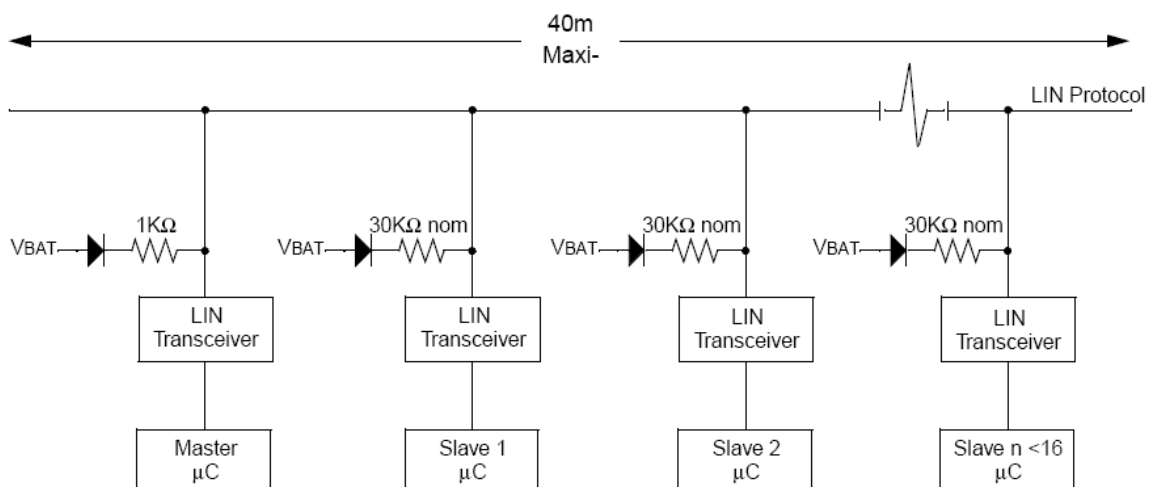 40m
Maxi-
LIN Protocol
VBAT 1KΩ
VBAT 30KΩ nom
VBAT 30KΩ nom
VBAT 30KΩ nom
LIN
Transceiver
LIN
Transceiver
LIN
Transceiver
LIN
Transceiver
Master
µC
Slave 1
µC
Slave 2
µC
Slave n <16
µC